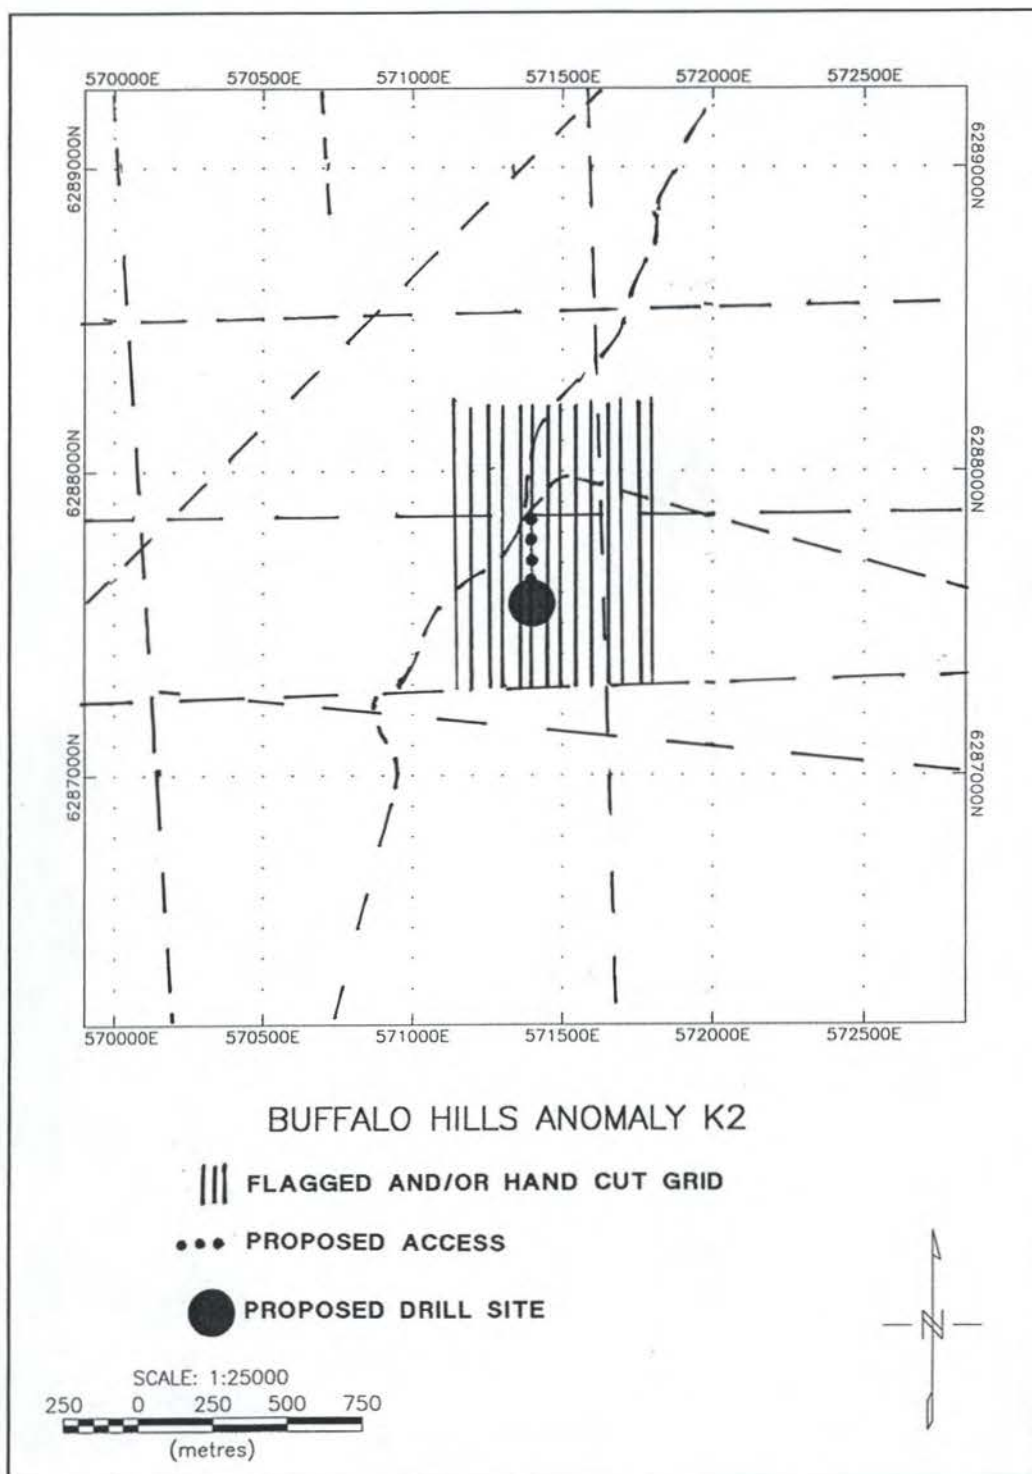 570000E 570500E 571000E 571500E 572000E 572500E
6289000N 6289000N
6288000N 6288000N
6287000N 6287000N
570000E 570500E 571000E 571500E 572000E 572500E
BUFFALO HILLS ANOMALY K2
FLAGGED AND/OR HAND CUT GRID
PROPOSED ACCESS
PROPOSED DRILL SITE
N
SCALE: 1:25000
250 0 250 500 750
(metres)